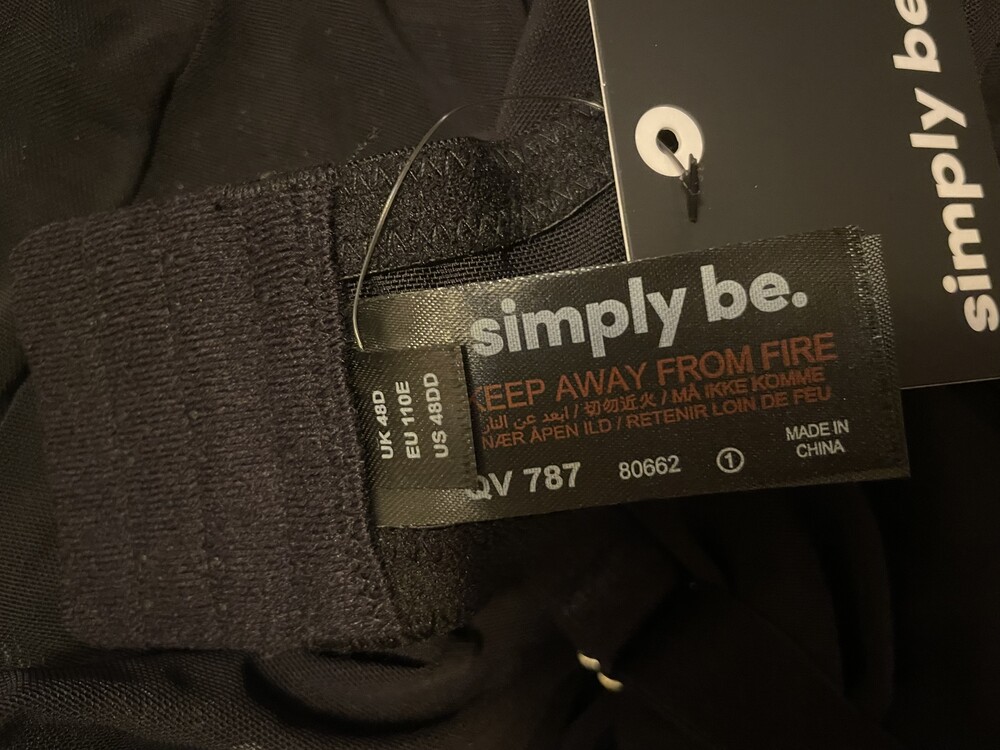 simply be
simply be.
KEEP AWAY FROM FIRE
ابعد عن النار / 切勿近火 / MÅ IKKE KOMME
NÆR ÅPEN ILD / RETENIR LOIN DE FEU
QV 787 80662 1 MADE IN
CHINA
UK 48D
EU 110E
US 48DD